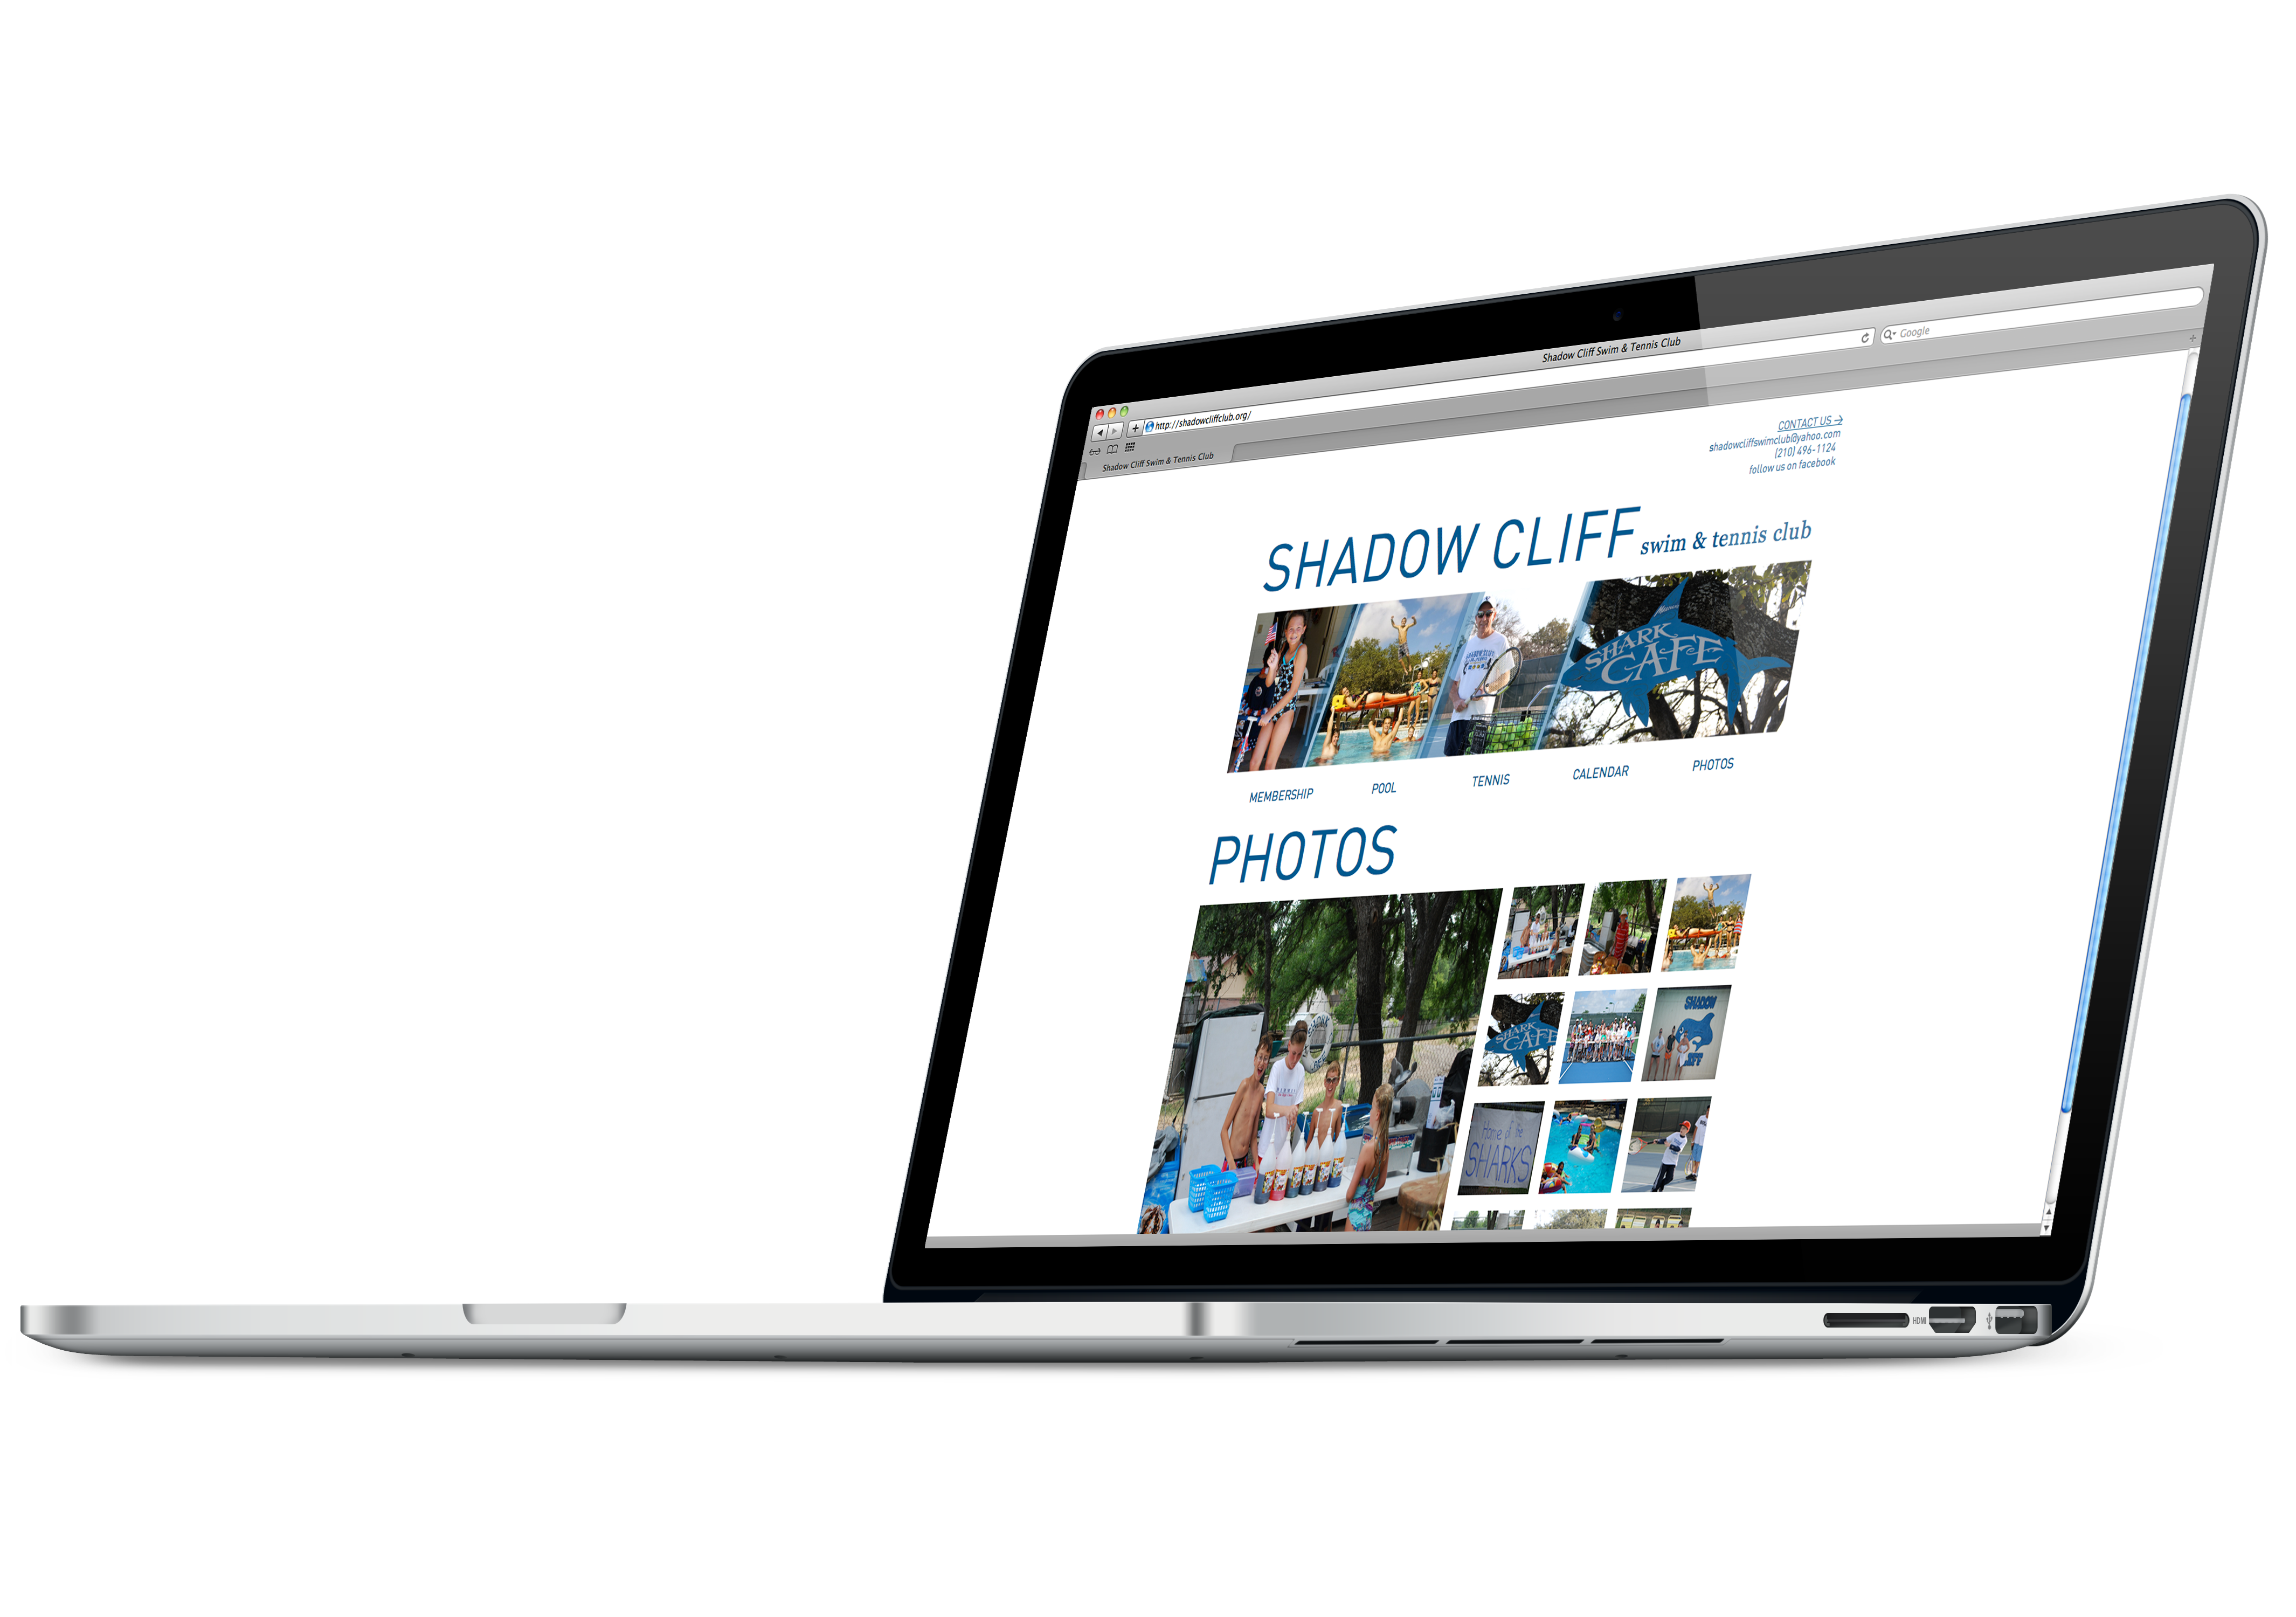 Shadow Cliff Swim & Tennis Club
http://shadowcliffclub.org/
Google
Shadow Cliff Swim & Tennis Club
CONTACT US →
shadowcliffswimclub@yahoo.com
(210) 496-1124
follow us on facebook
SHADOW CLIFF swim & tennis club
SHARK
CAFE
MEMBERSHIP
POOL
TENNIS
CALENDAR
PHOTOS
PHOTOS
SHARK
CAFE
SHADOW
Home of the
SHARKS
HDMI